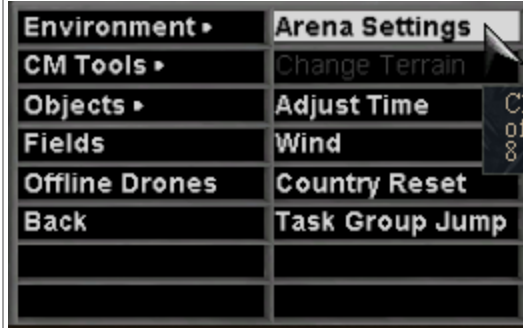 Environment ▸
Arena Settings
CM Tools ▸
Change Terrain
Objects ▸
Adjust Time
Fields
Wind
Offline Drones
Country Reset
Back
Task Group Jump
8